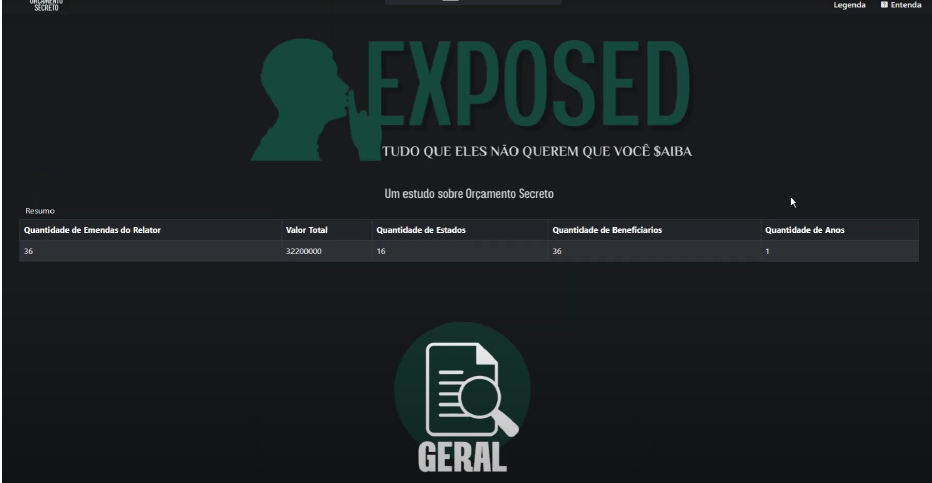 ORÇAMENTO
SECRETO
Legenda
Entenda
EXPOSED
TUDO QUE ELES NÃO QUEREM QUE VOCÊ $AIBA
Um estudo sobre Orçamento Secreto
Resumo
Quantidade de Emendas do Relator Valor Total Quantidade de Estados Quantidade de Beneficiarios Quantidade de Anos
36 32200000 16 36 1
GERAL